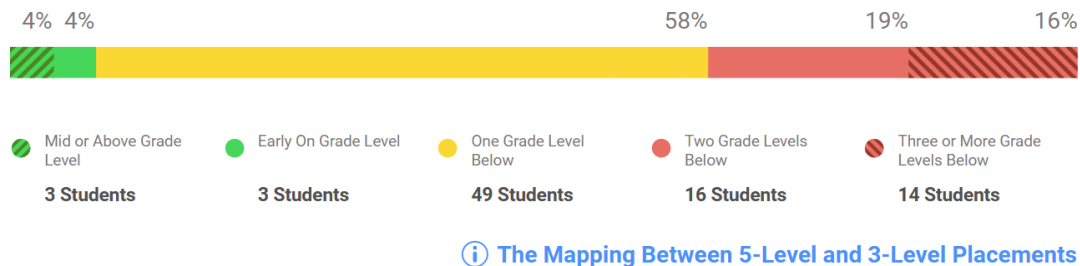 4% 4% 58% 19% 16%
Mid or Above Grade
Level
3 Students
Early On Grade Level
3 Students
One Grade Level
Below
49 Students
Two Grade Levels
Below
16 Students
Three or More Grade
Levels Below
14 Students
The Mapping Between 5-Level and 3-Level Placements